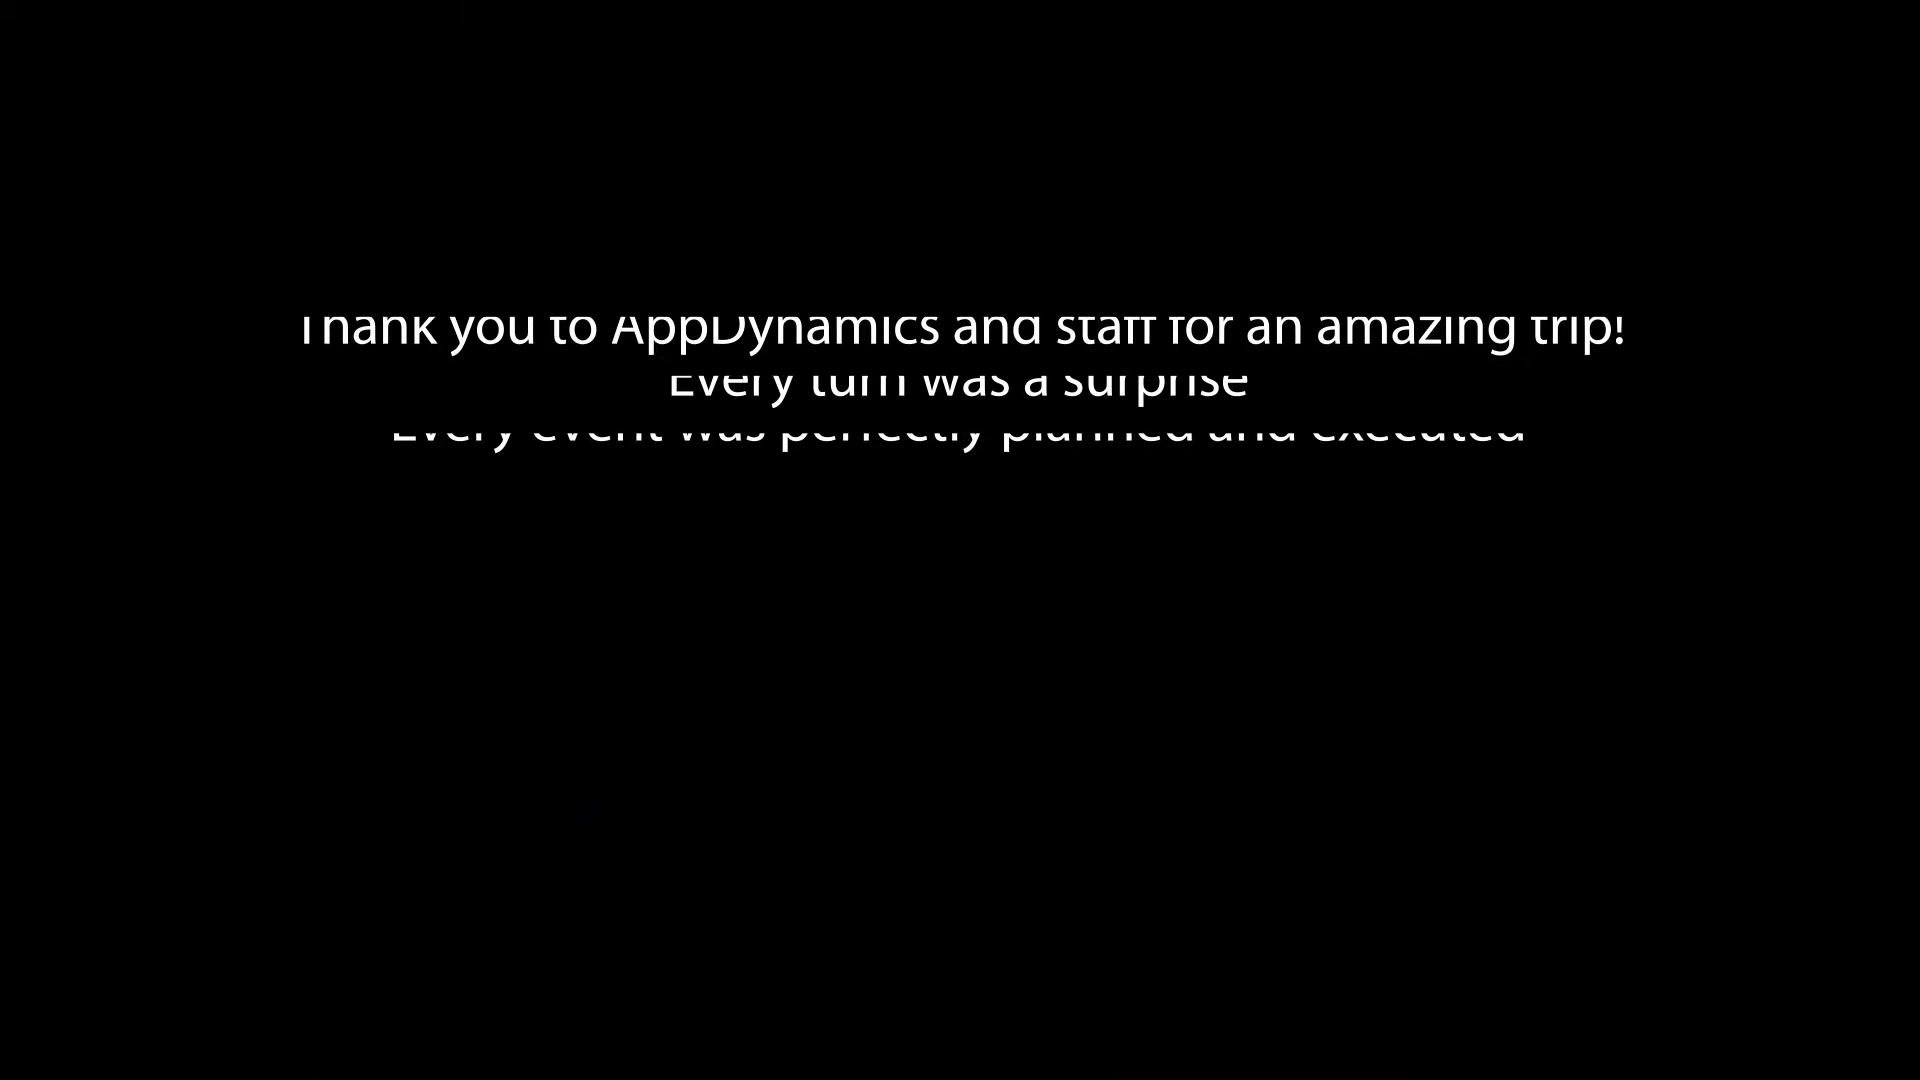 Thank you to AppDynamics and staff for an amazing trip!
Every turn was a surprise
Every event was perfectly planned and executed